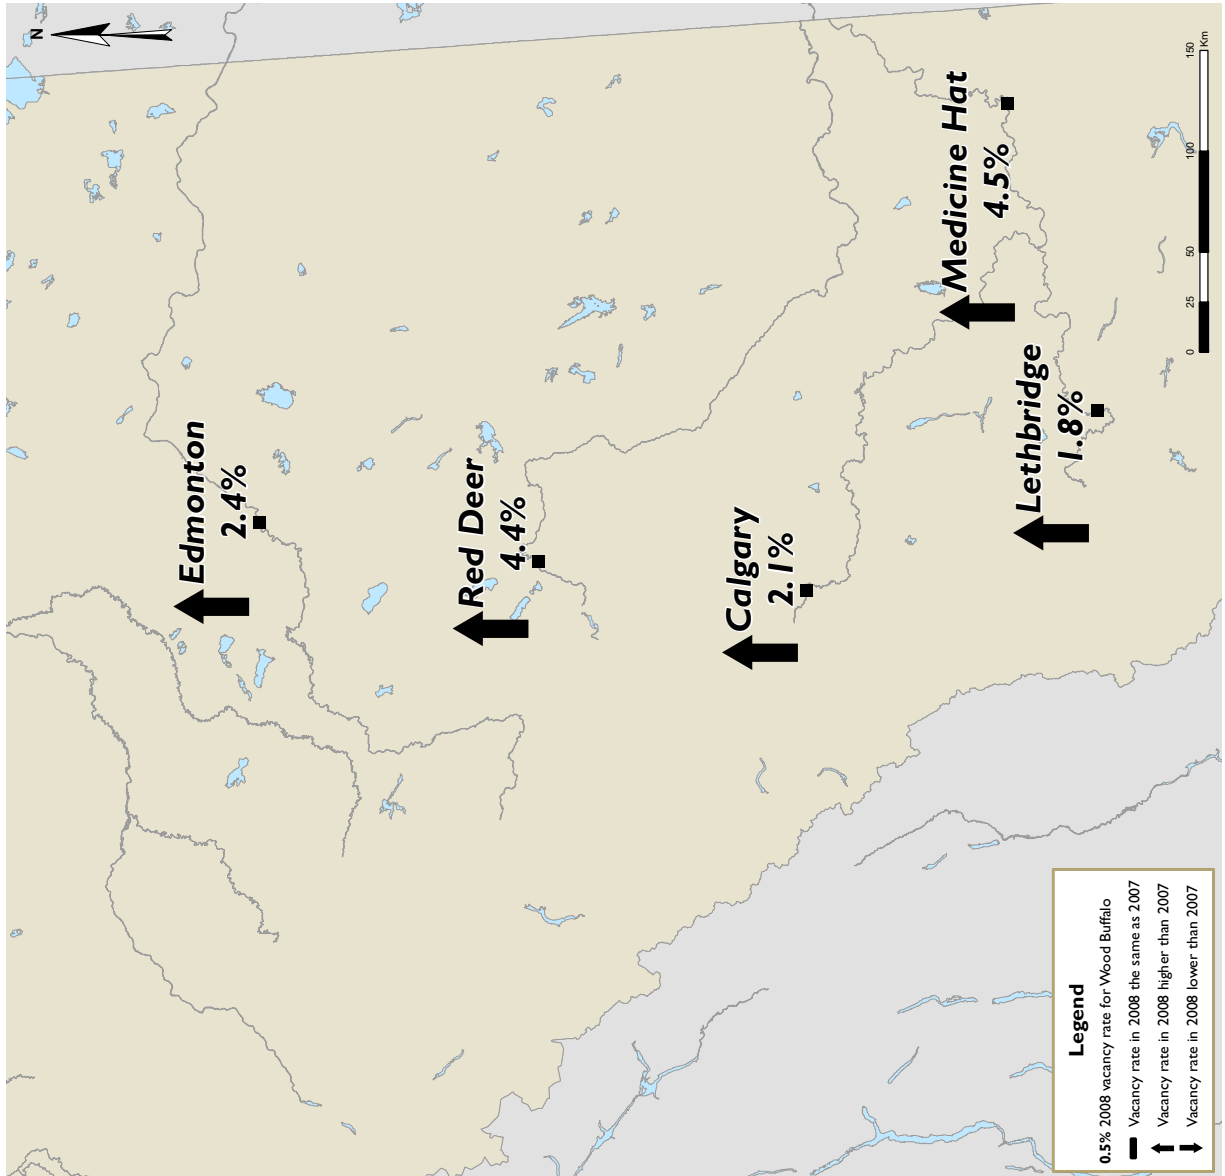 N
Edmonton
2.4%
Red Deer
4.4%
Calgary
2.1%
Medicine Hat
4.5%
Lethbridge
1.8%
0 25 50 100 150
Km
Legend
0.5% 2008 vacancy rate for Wood Buffalo
Vacancy rate in 2008 the same as 2007
Vacancy rate in 2008 higher than 2007
Vacancy rate in 2008 lower than 2007